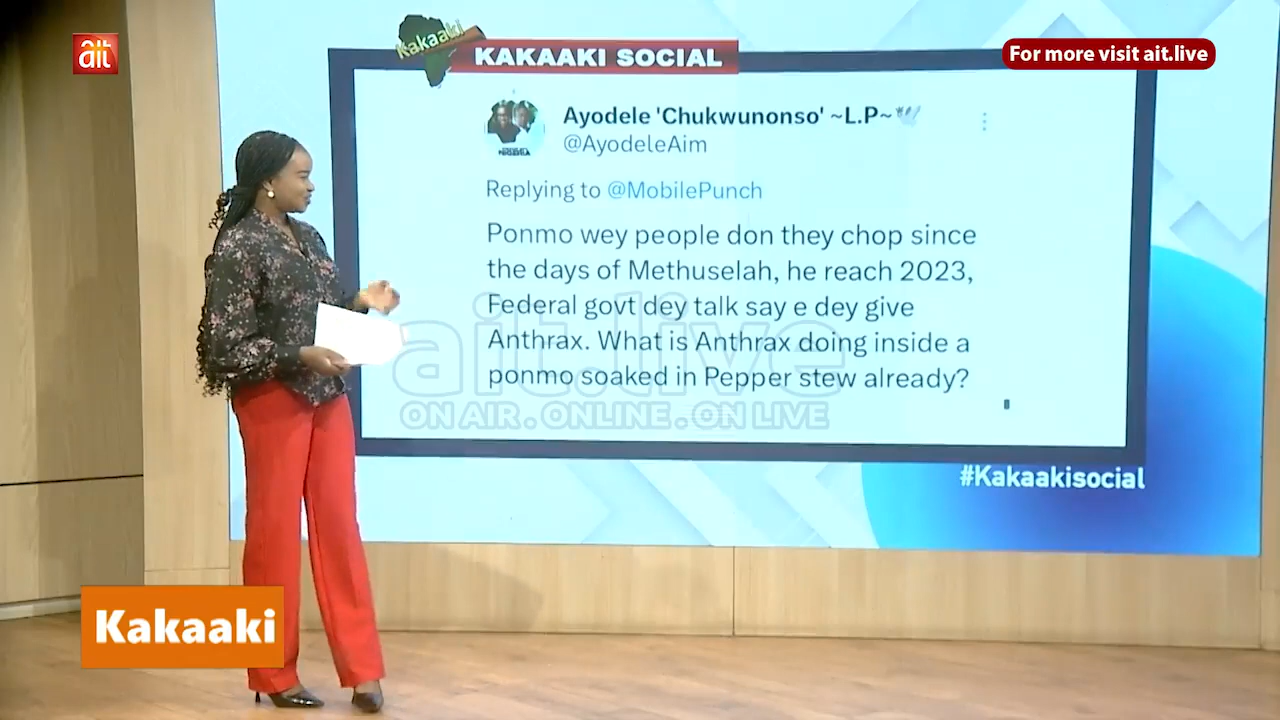 ait
Kakaaki
KAKAAKI SOCIAL
For more visit ait.live
Ayodele 'Chukwunonso' ~L.P~🕊
@AyodeleAim
Replying to @MobilePunch
Ponmo wey people don they chop since
the days of Methuselah, he reach 2023,
Federal govt dey talk say e dey give
Anthrax. What is Anthrax doing inside a
ponmo soaked in Pepper stew already?
ait.live
ON AIR . ONLINE . ON LIVE
#Kakaakisocial
Kakaaki